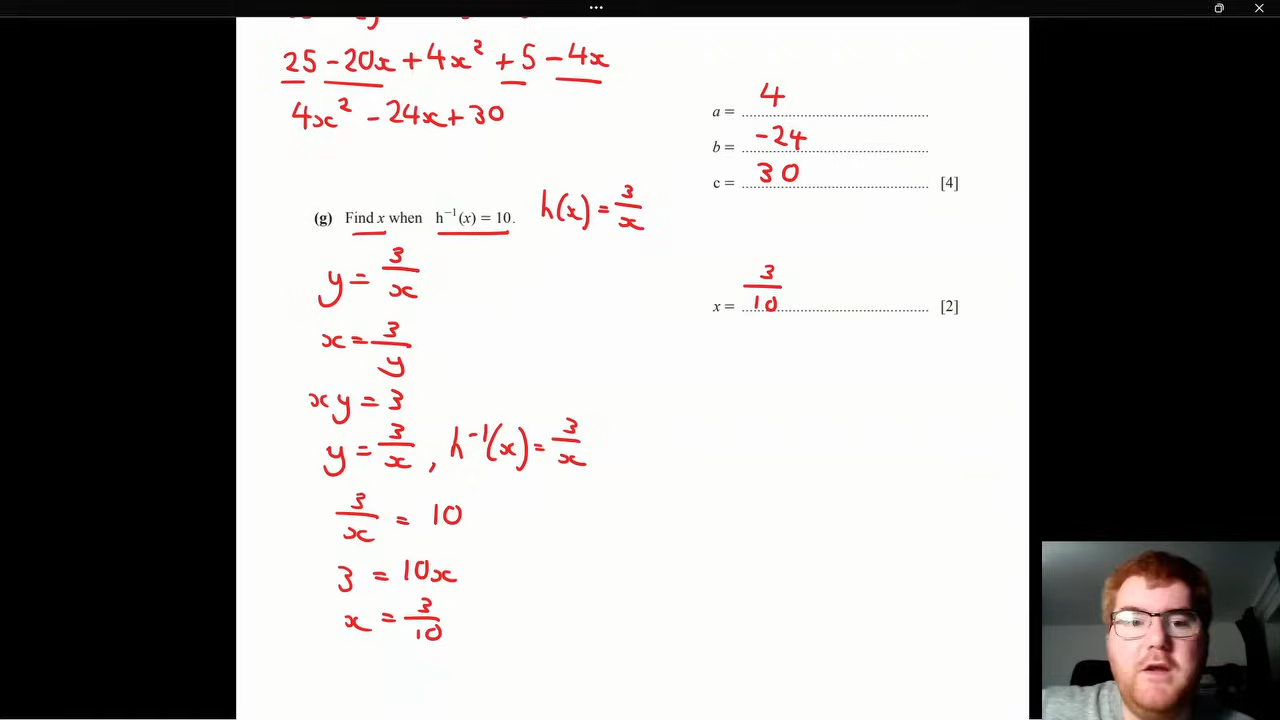 25 - 20x + 4x² + 5 - 4x
4x² - 24x + 30
a = 4
b = -24
c = 30 [4]
(g) Find x when h⁻¹(x) = 10. h(x) = 3/x
y = 3/x
x = 3/10 [2]
x = 3/y
xy = 3
y = 3/x , h⁻¹(x) = 3/x
3/x = 10
3 = 10x
x = 3/10